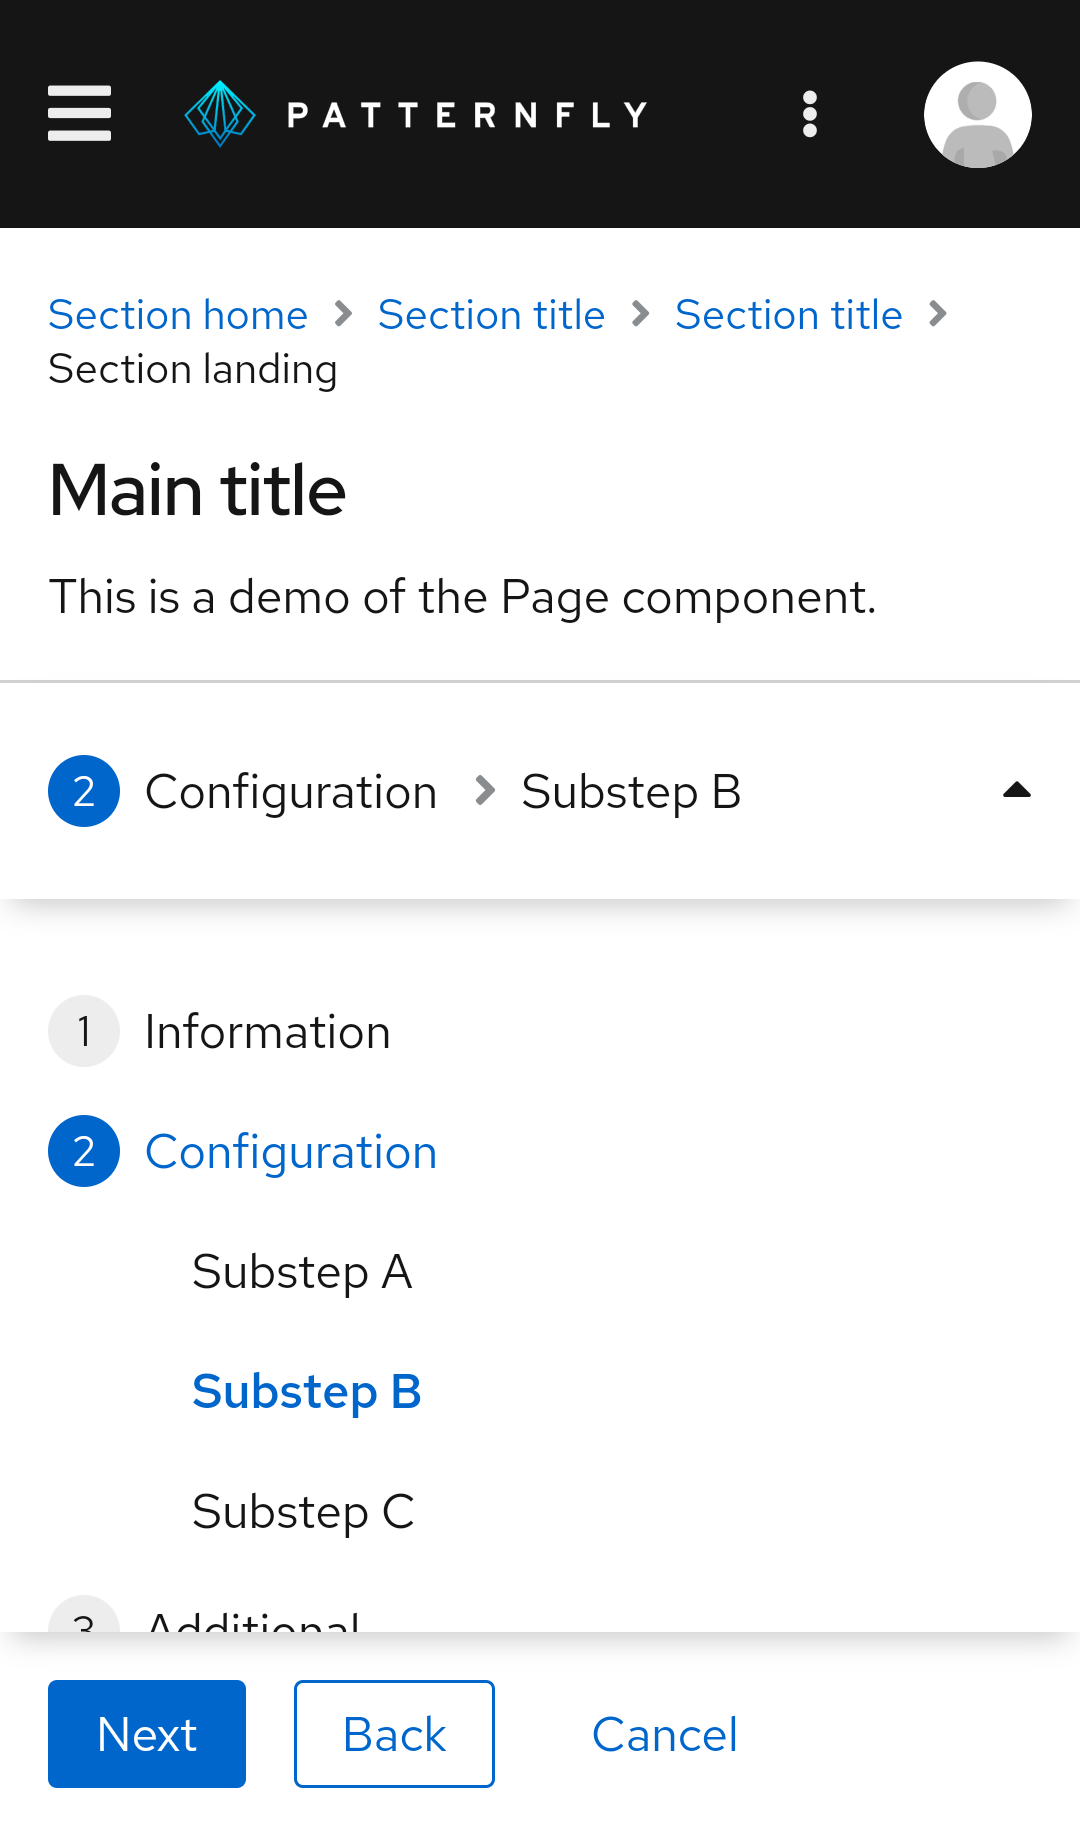 PATTERNFLY
Section home Section title Section title
Section landing
Main title
This is a demo of the Page component.
2 Configuration Substep B
1 Information
2 Configuration
Substep A
Substep B
Substep C
3 Additional
Next Back Cancel